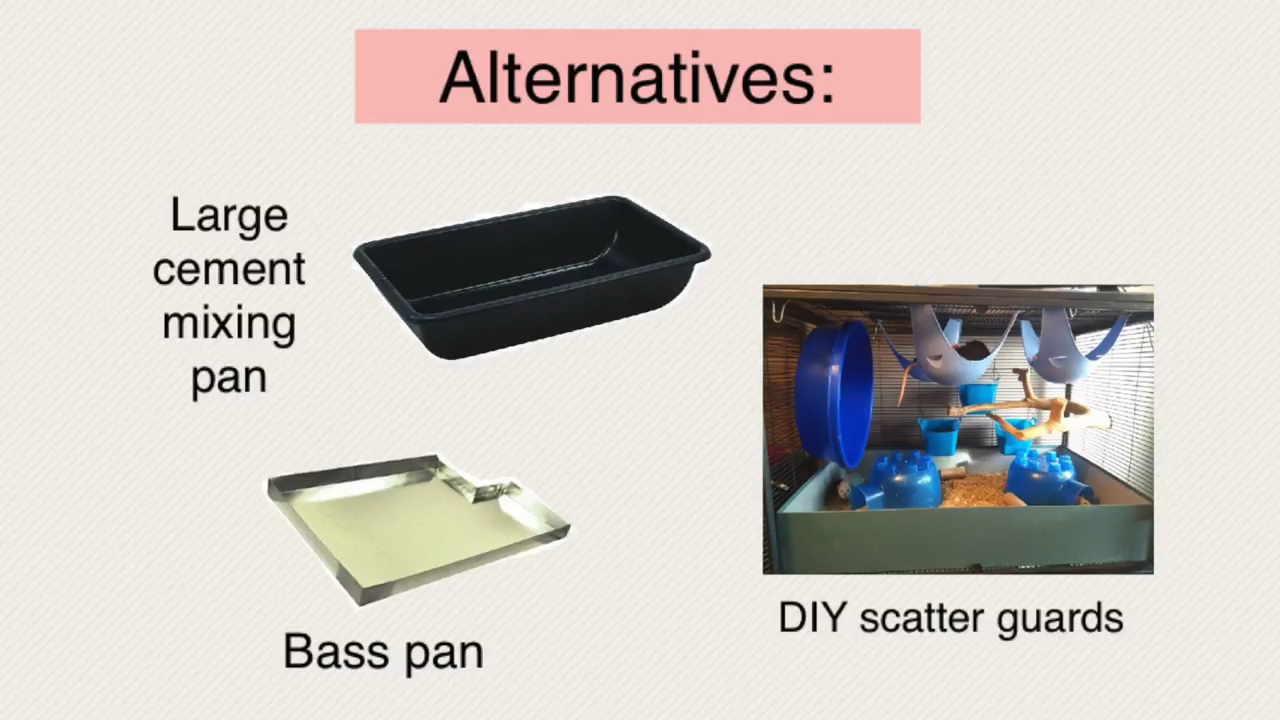 Alternatives:
Large
cement
mixing
pan
Bass pan
DIY scatter guards